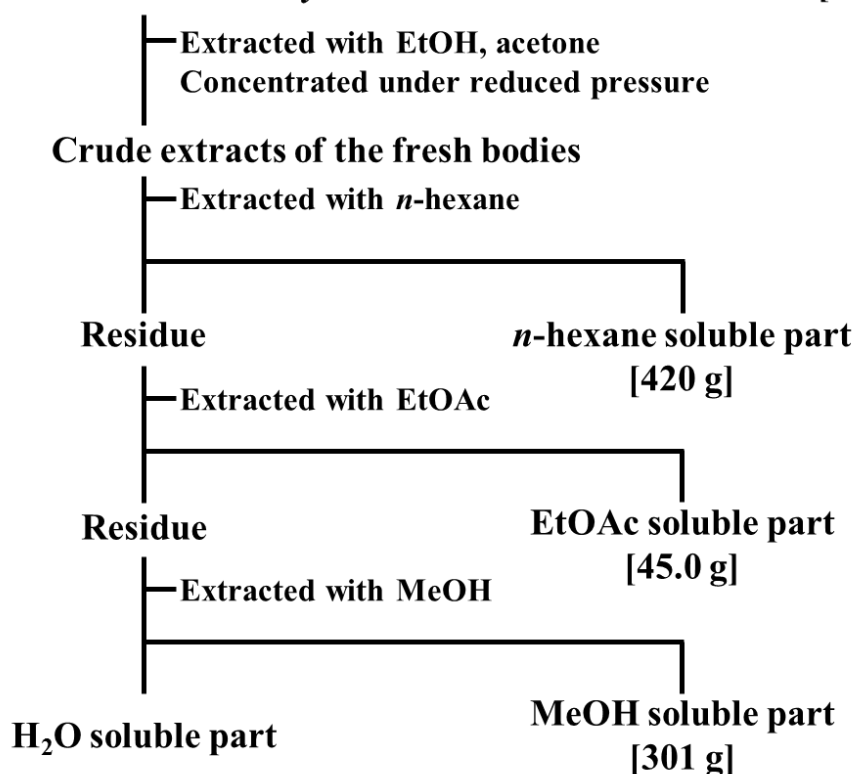 Extracted with EtOH, acetone
Concentrated under reduced pressure
Crude extracts of the fresh bodies
Extracted with n-hexane
Residue
n-hexane soluble part
[420 g]
Extracted with EtOAc
Residue
EtOAc soluble part
[45.0 g]
Extracted with MeOH
H₂O soluble part
MeOH soluble part
[301 g]